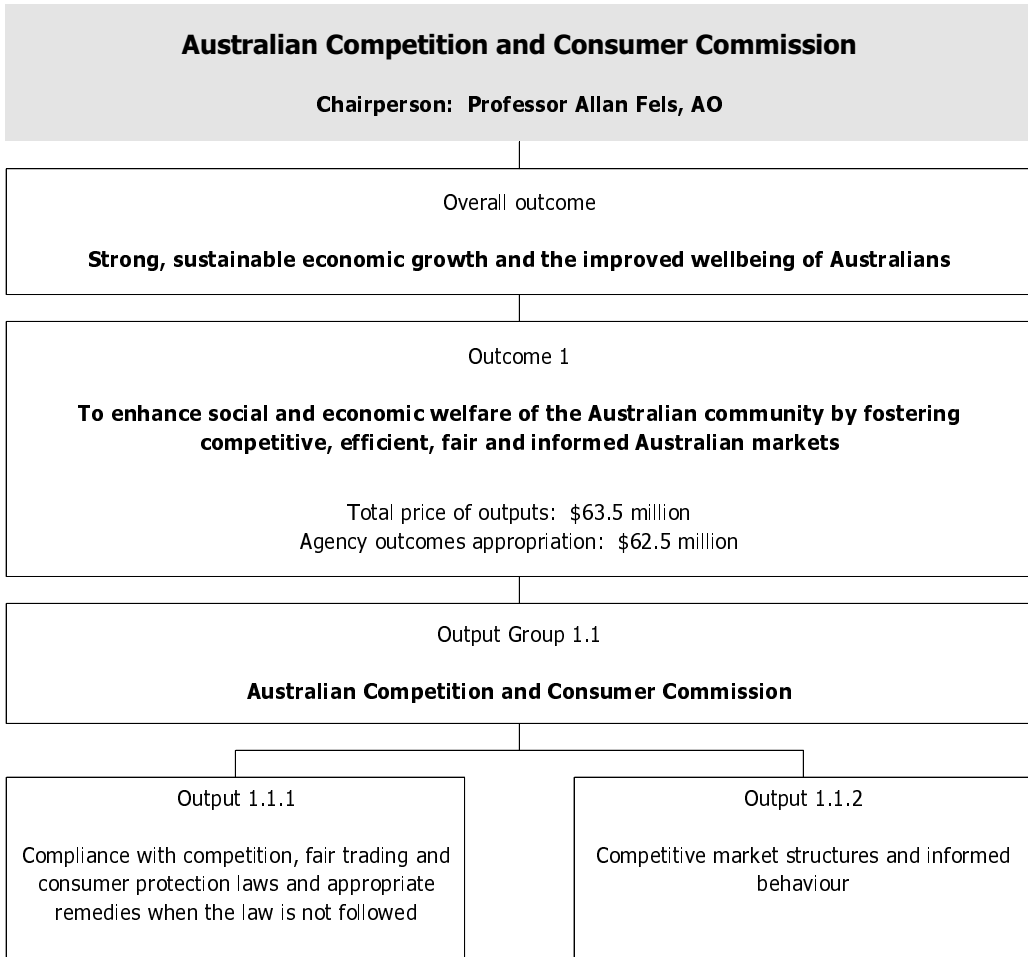 Australian Competition and Consumer Commission
Chairperson: Professor Allan Fels, AO
Overall outcome
Strong, sustainable economic growth and the improved wellbeing of Australians
Outcome 1
To enhance social and economic welfare of the Australian community by fostering
competitive, efficient, fair and informed Australian markets
Total price of outputs: $63.5 million
Agency outcomes appropriation: $62.5 million
Output Group 1.1
Australian Competition and Consumer Commission
Output 1.1.1
Compliance with competition, fair trading and
consumer protection laws and appropriate
remedies when the law is not followed
Output 1.1.2
Competitive market structures and informed
behaviour